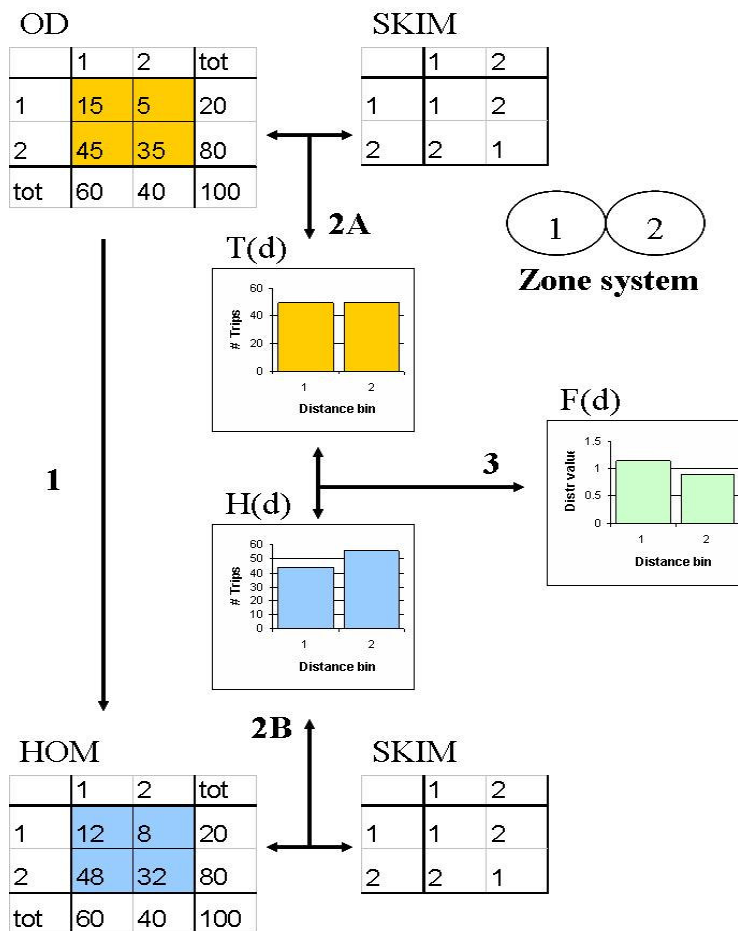 OD
1 2 tot
1 15 5 20
2 45 35 80
tot 60 40 100
SKIM
1 2
1 1 2
2 2 1
2A
1 2
Zone system
T(d)
60
40
20
0
# Trips
1 2
Distance bin
1
3
F(d)
1.5
1
0.5
0
Distr value
1 2
Distance bin
H(d)
60
50
40
30
20
10
0
# Trips
1 2
Distance bin
2B
HOM
1 2 tot
1 12 8 20
2 48 32 80
tot 60 40 100
SKIM
1 2
1 1 2
2 2 1